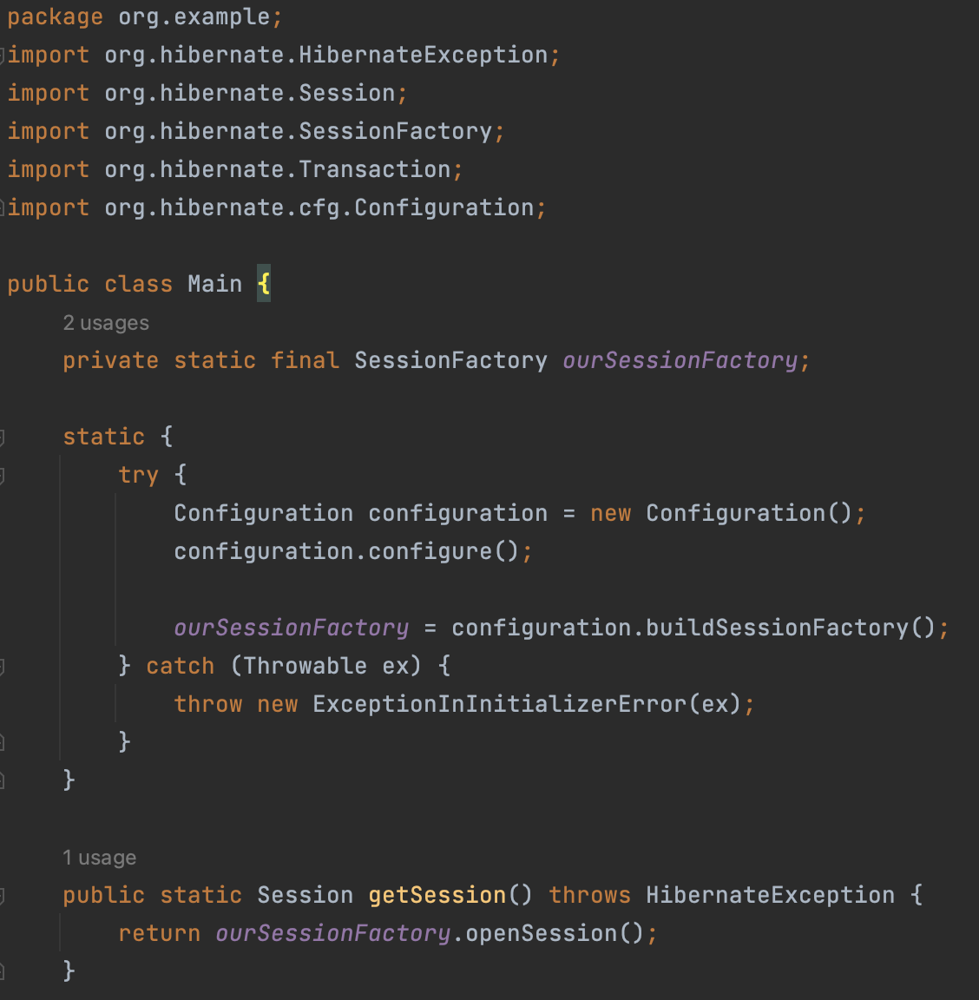 package org.example;
import org.hibernate.HibernateException;
import org.hibernate.Session;
import org.hibernate.SessionFactory;
import org.hibernate.Transaction;
import org.hibernate.cfg.Configuration;
public class Main {
2 usages
private static final SessionFactory ourSessionFactory;
static {
try {
Configuration configuration = new Configuration();
configuration.configure();
ourSessionFactory = configuration.buildSessionFactory();
} catch (Throwable ex) {
throw new ExceptionInInitializerError(ex);
}
}
1 usage
public static Session getSession() throws HibernateException {
return ourSessionFactory.openSession();
}